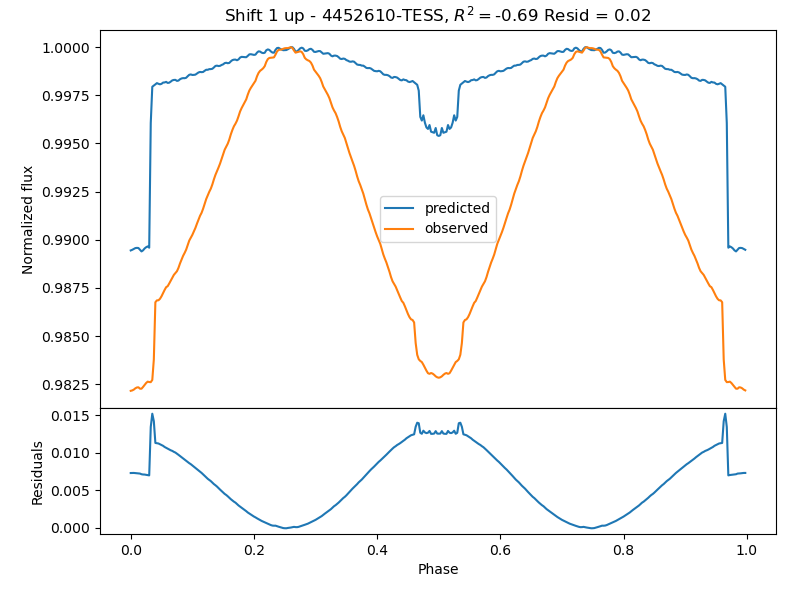 Shift 1 up - 4452610-TESS, R² = -0.69 Resid = 0.02
Normalized flux
1.0000
0.9975
0.9950
0.9925
0.9900
0.9875
0.9850
0.9825
predicted
observed
Residuals
0.015
0.010
0.005
0.000
0.0 0.2 0.4 0.6 0.8 1.0
Phase